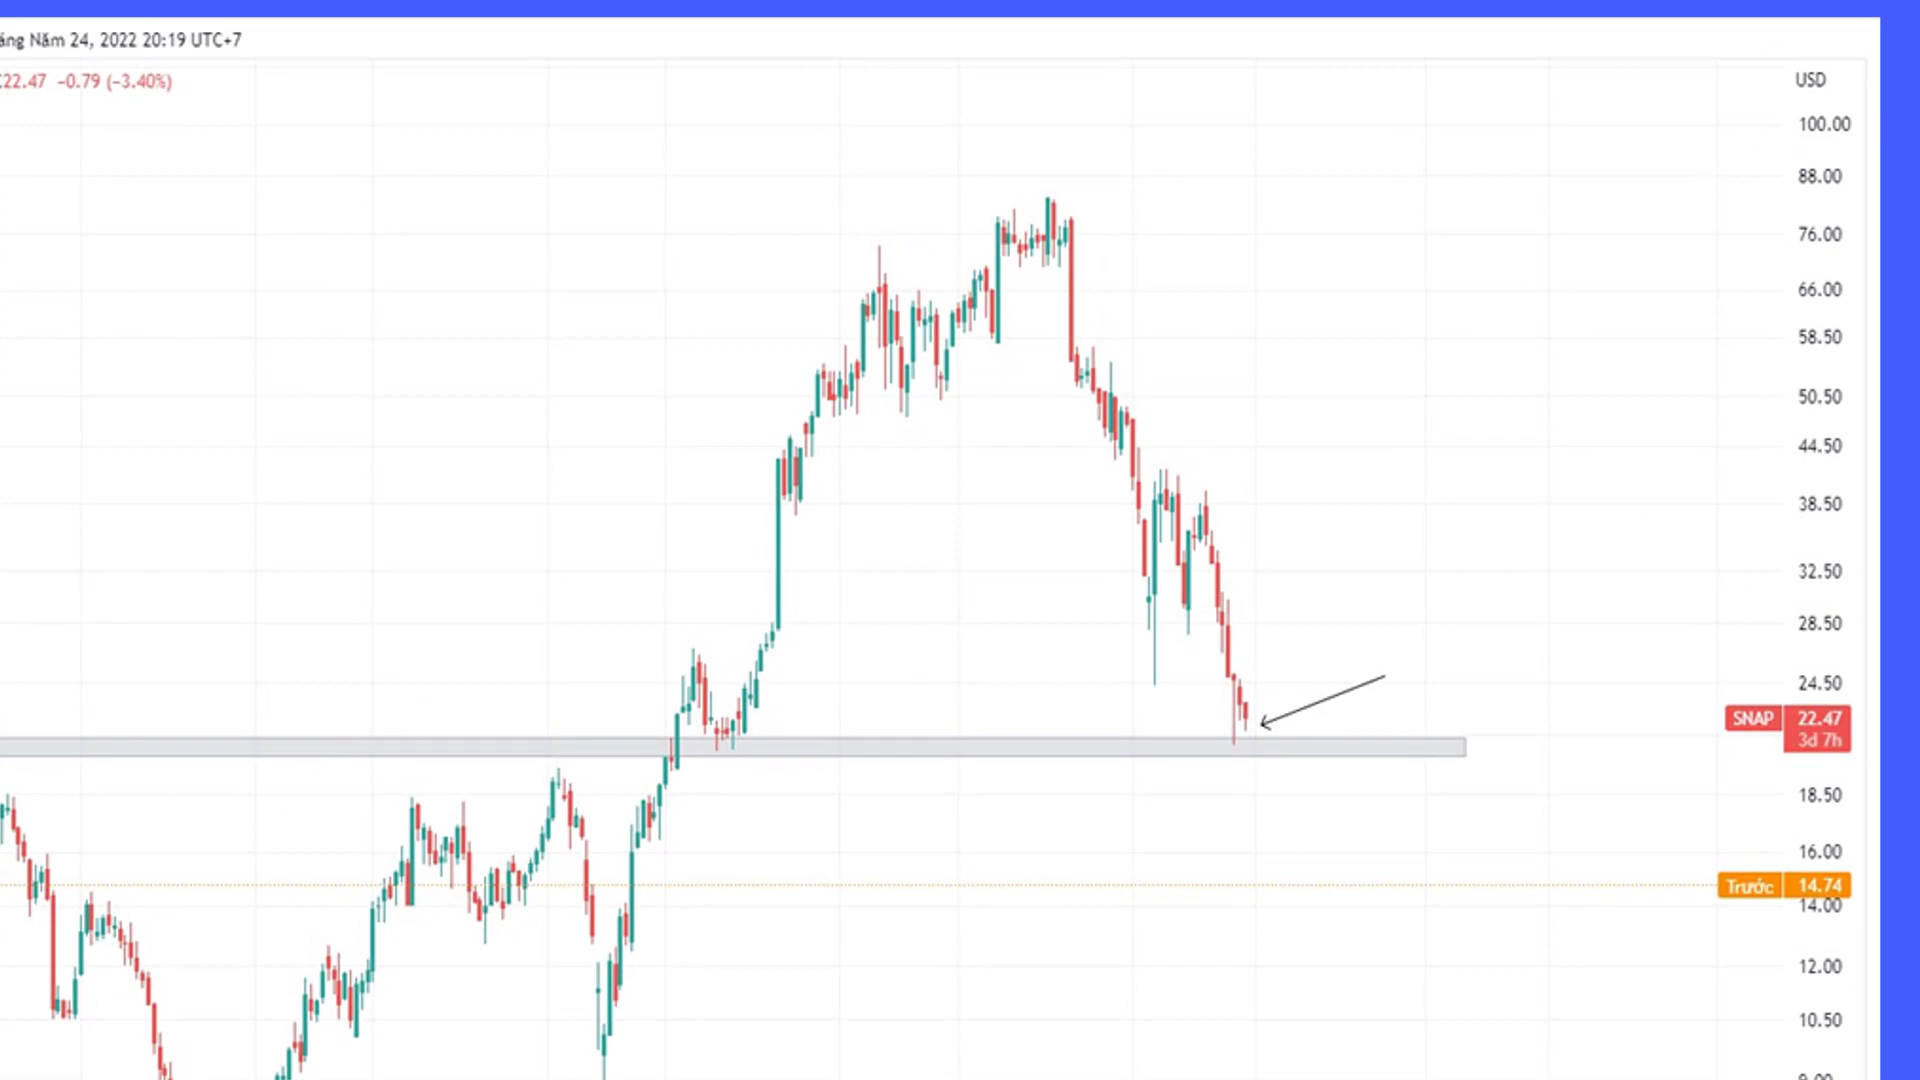 áng Năm 24, 2022 20:19 UTC+7
22.47 −0.79 (−3.40%)
USD
100.00
88.00
76.00
66.00
58.50
50.50
44.50
38.50
32.50
28.50
24.50
SNAP 22.47
3d 7h
18.50
16.00
Trước 14.74
14.00
12.00
10.50